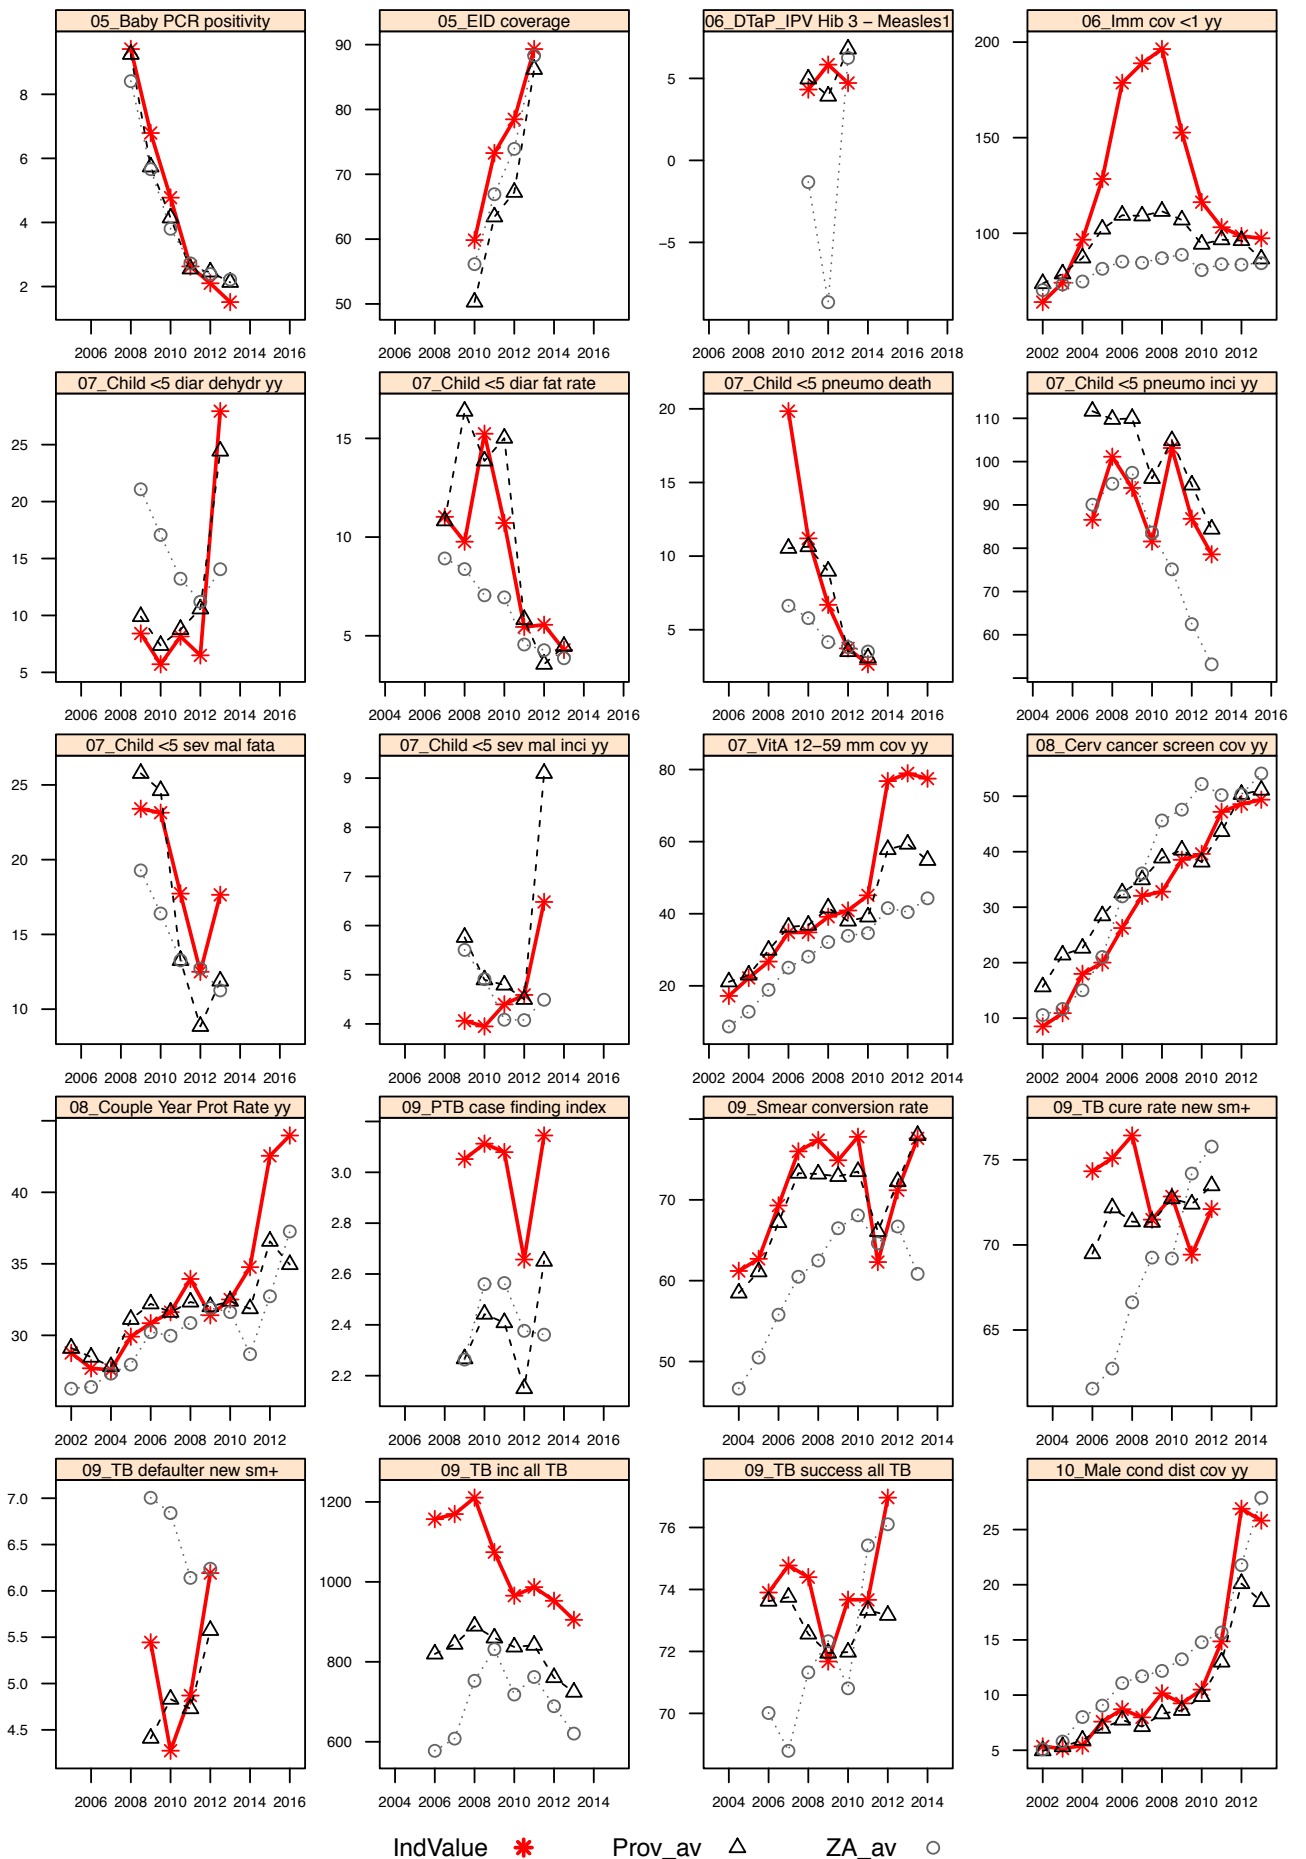 05_Baby PCR positivity 05_EID coverage 06_DTaP_IPV Hib 3 − Measles1 06_Imm cov <1 yy
8 6 4 2
90 80 70 60 50
5 0 −5
200 150 100
2006 2008 2010 2012 2014 2016
2006 2008 2010 2012 2014 2016
2006 2008 2010 2012 2014 2016 2018
2002 2004 2006 2008 2010 2012
07_Child <5 diar dehydr yy 07_Child <5 diar fat rate 07_Child <5 pneumo death 07_Child <5 pneumo inci yy
25 20 15 10 5
15 10 5
20 15 10 5
110 100 90 80 70 60
2006 2008 2010 2012 2014 2016
2004 2006 2008 2010 2012 2014 2016
2006 2008 2010 2012 2014 2016
2004 2006 2008 2010 2012 2014 2016
07_Child <5 sev mal fata 07_Child <5 sev mal inci yy 07_VitA 12−59 mm cov yy 08_Cerv cancer screen cov yy
25 20 15 10
9 8 7 6 5 4
80 60 40 20
50 40 30 20 10
2006 2008 2010 2012 2014 2016
2006 2008 2010 2012 2014 2016
2002 2004 2006 2008 2010 2012 2014
2002 2004 2006 2008 2010 2012
08_Couple Year Prot Rate yy 09_PTB case finding index 09_Smear conversion rate 09_TB cure rate new sm+
40 35 30
3.0 2.8 2.6 2.4 2.2
70 60 50
75 70 65
2002 2004 2006 2008 2010 2012
2006 2008 2010 2012 2014 2016
2004 2006 2008 2010 2012 2014
2004 2006 2008 2010 2012 2014
09_TB defaulter new sm+ 09_TB inc all TB 09_TB success all TB 10_Male cond dist cov yy
7.0 6.5 6.0 5.5 5.0 4.5
1200 1000 800 600
76 74 72 70
25 20 15 10 5
2006 2008 2010 2012 2014 2016
2004 2006 2008 2010 2012 2014
2004 2006 2008 2010 2012 2014
2002 2004 2006 2008 2010 2012
IndValue Prov_av ZA_av